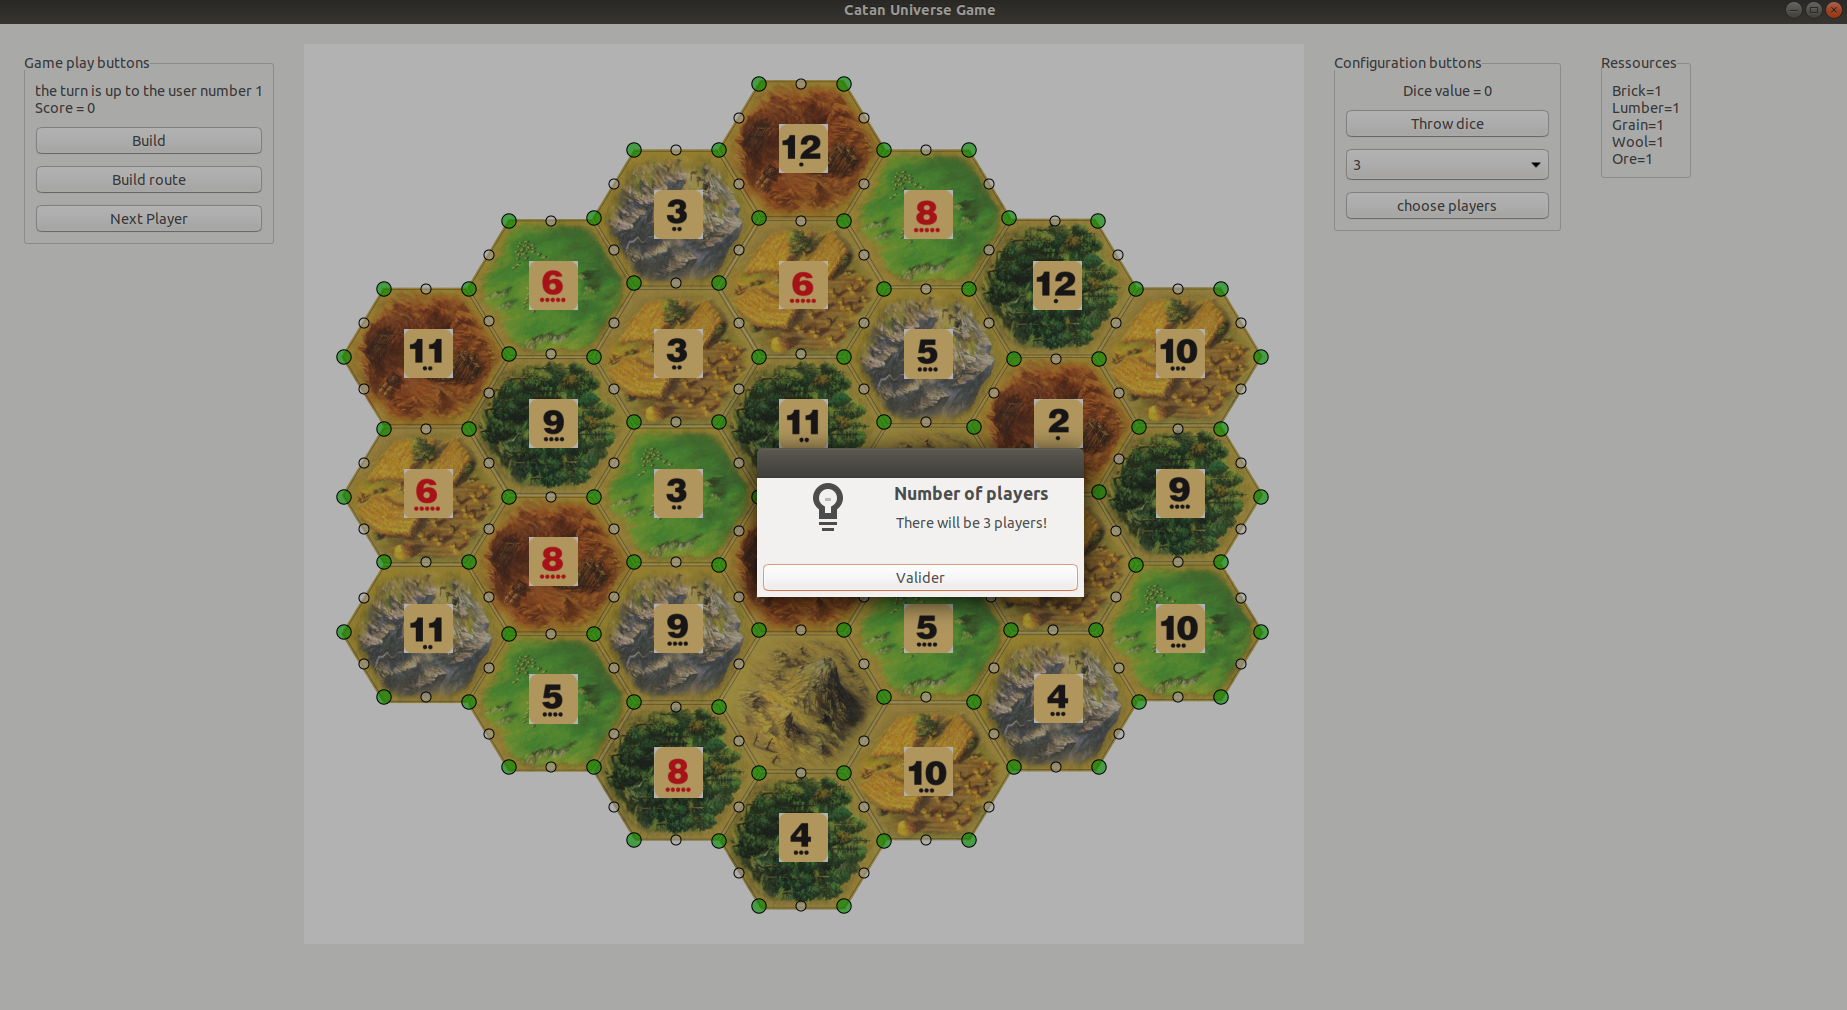 Catan Universe Game
Game play buttons
the turn is up to the user number 1
Score = 0
Build
Build route
Next Player
Configuration buttons
Dice value = 0
Throw dice
3
choose players
Ressources
Brick=1
Lumber=1
Grain=1
Wool=1
Ore=1
12
3
8
6
6
12
11
3
5
10
9
11
2
6
3
9
8
11
9
5
10
5
4
8
10
4
Number of players
There will be 3 players!
Valider